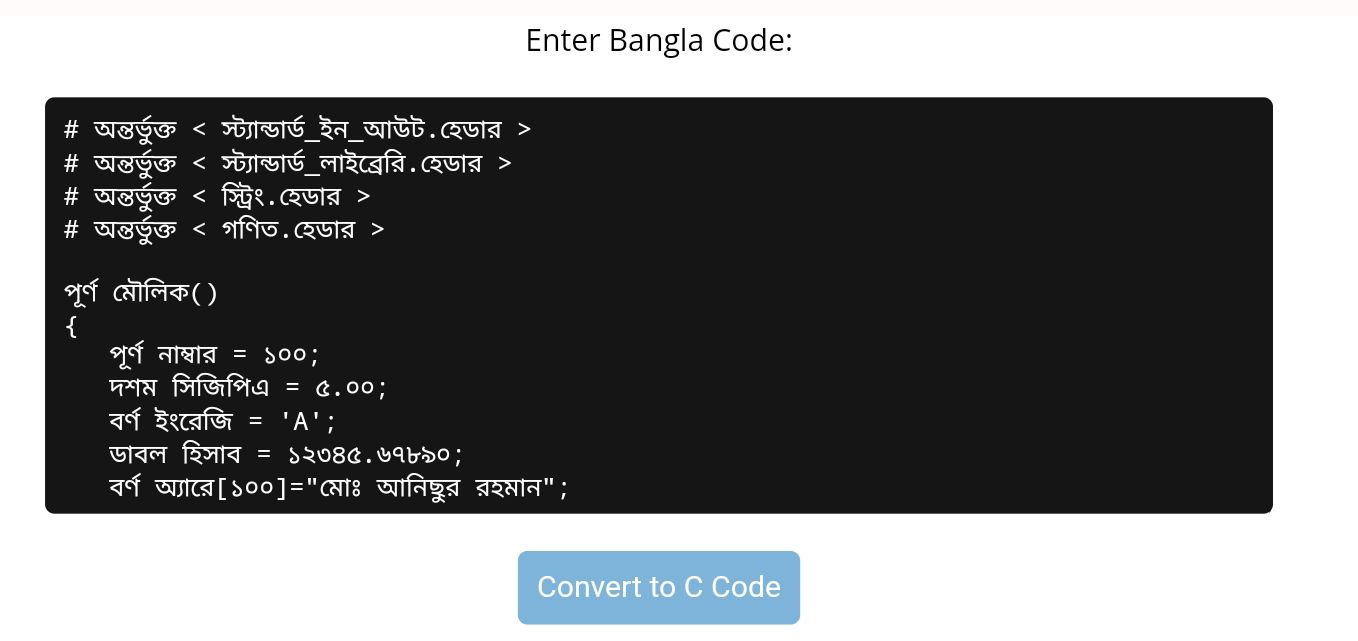 Enter Bangla Code:
# অন্তর্ভুক্ত < স্ট্যান্ডার্ড_ইন_আউট.হেডার >
# অন্তর্ভুক্ত < স্ট্যান্ডার্ড_লাইব্রেরি.হেডার >
# অন্তর্ভুক্ত < স্ট্রিং.হেডার >
# অন্তর্ভুক্ত < গণিত.হেডার >
পূর্ণ মৌলিক()
{
পূর্ণ নাম্বার = ১০০;
দশম সিজিপিএ = ৫.০০;
বর্ণ ইংরেজি = 'A';
ডাবল হিসাব = ১২৩৪৫.৬৭৮৯০;
বর্ণ অ্যারে[১০০]="মোঃ আনিছুর রহমান";
Convert to C Code